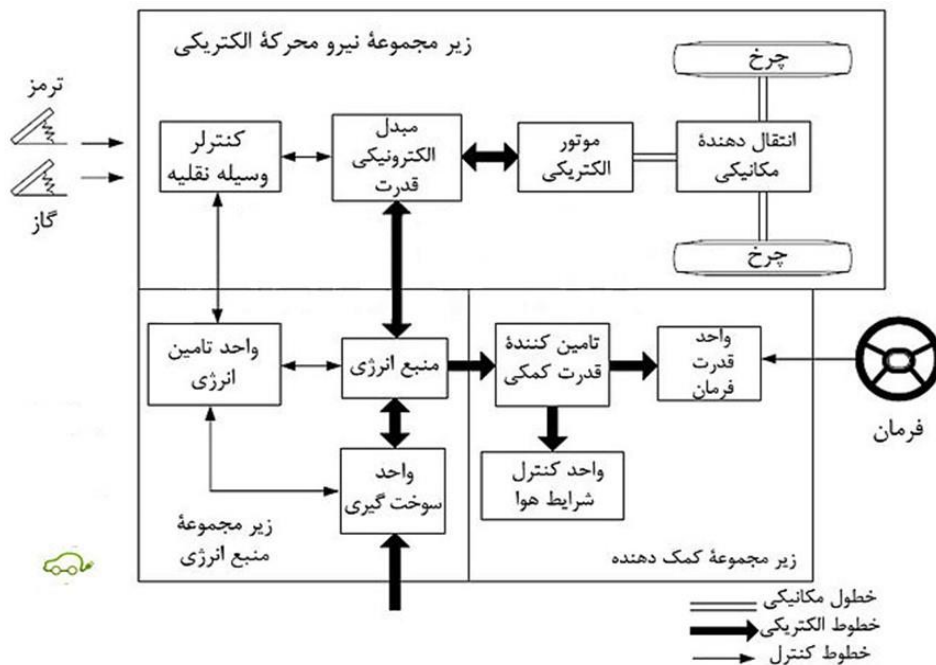 زیر مجموعهٔ نیرو محرکهٔ الکتریکی
چرخ
ترمز
گاز
کنترلر
وسیله نقلیه
مبدل
الکترونیکی
قدرت
موتور
الکتریکی
انتقال دهندهٔ
مکانیکی
چرخ
واحد تامین
انرژی
منبع انرژی
تامین کنندهٔ
قدرت کمکی
واحد
قدرت
فرمان
فرمان
واحد
سوخت گیری
واحد کنترل
شرایط هوا
زیر مجموعهٔ
منبع انرژی
زیر مجموعهٔ کمک دهنده
خطول مکانیکی
خطوط الکتریکی
خطوط کنترل